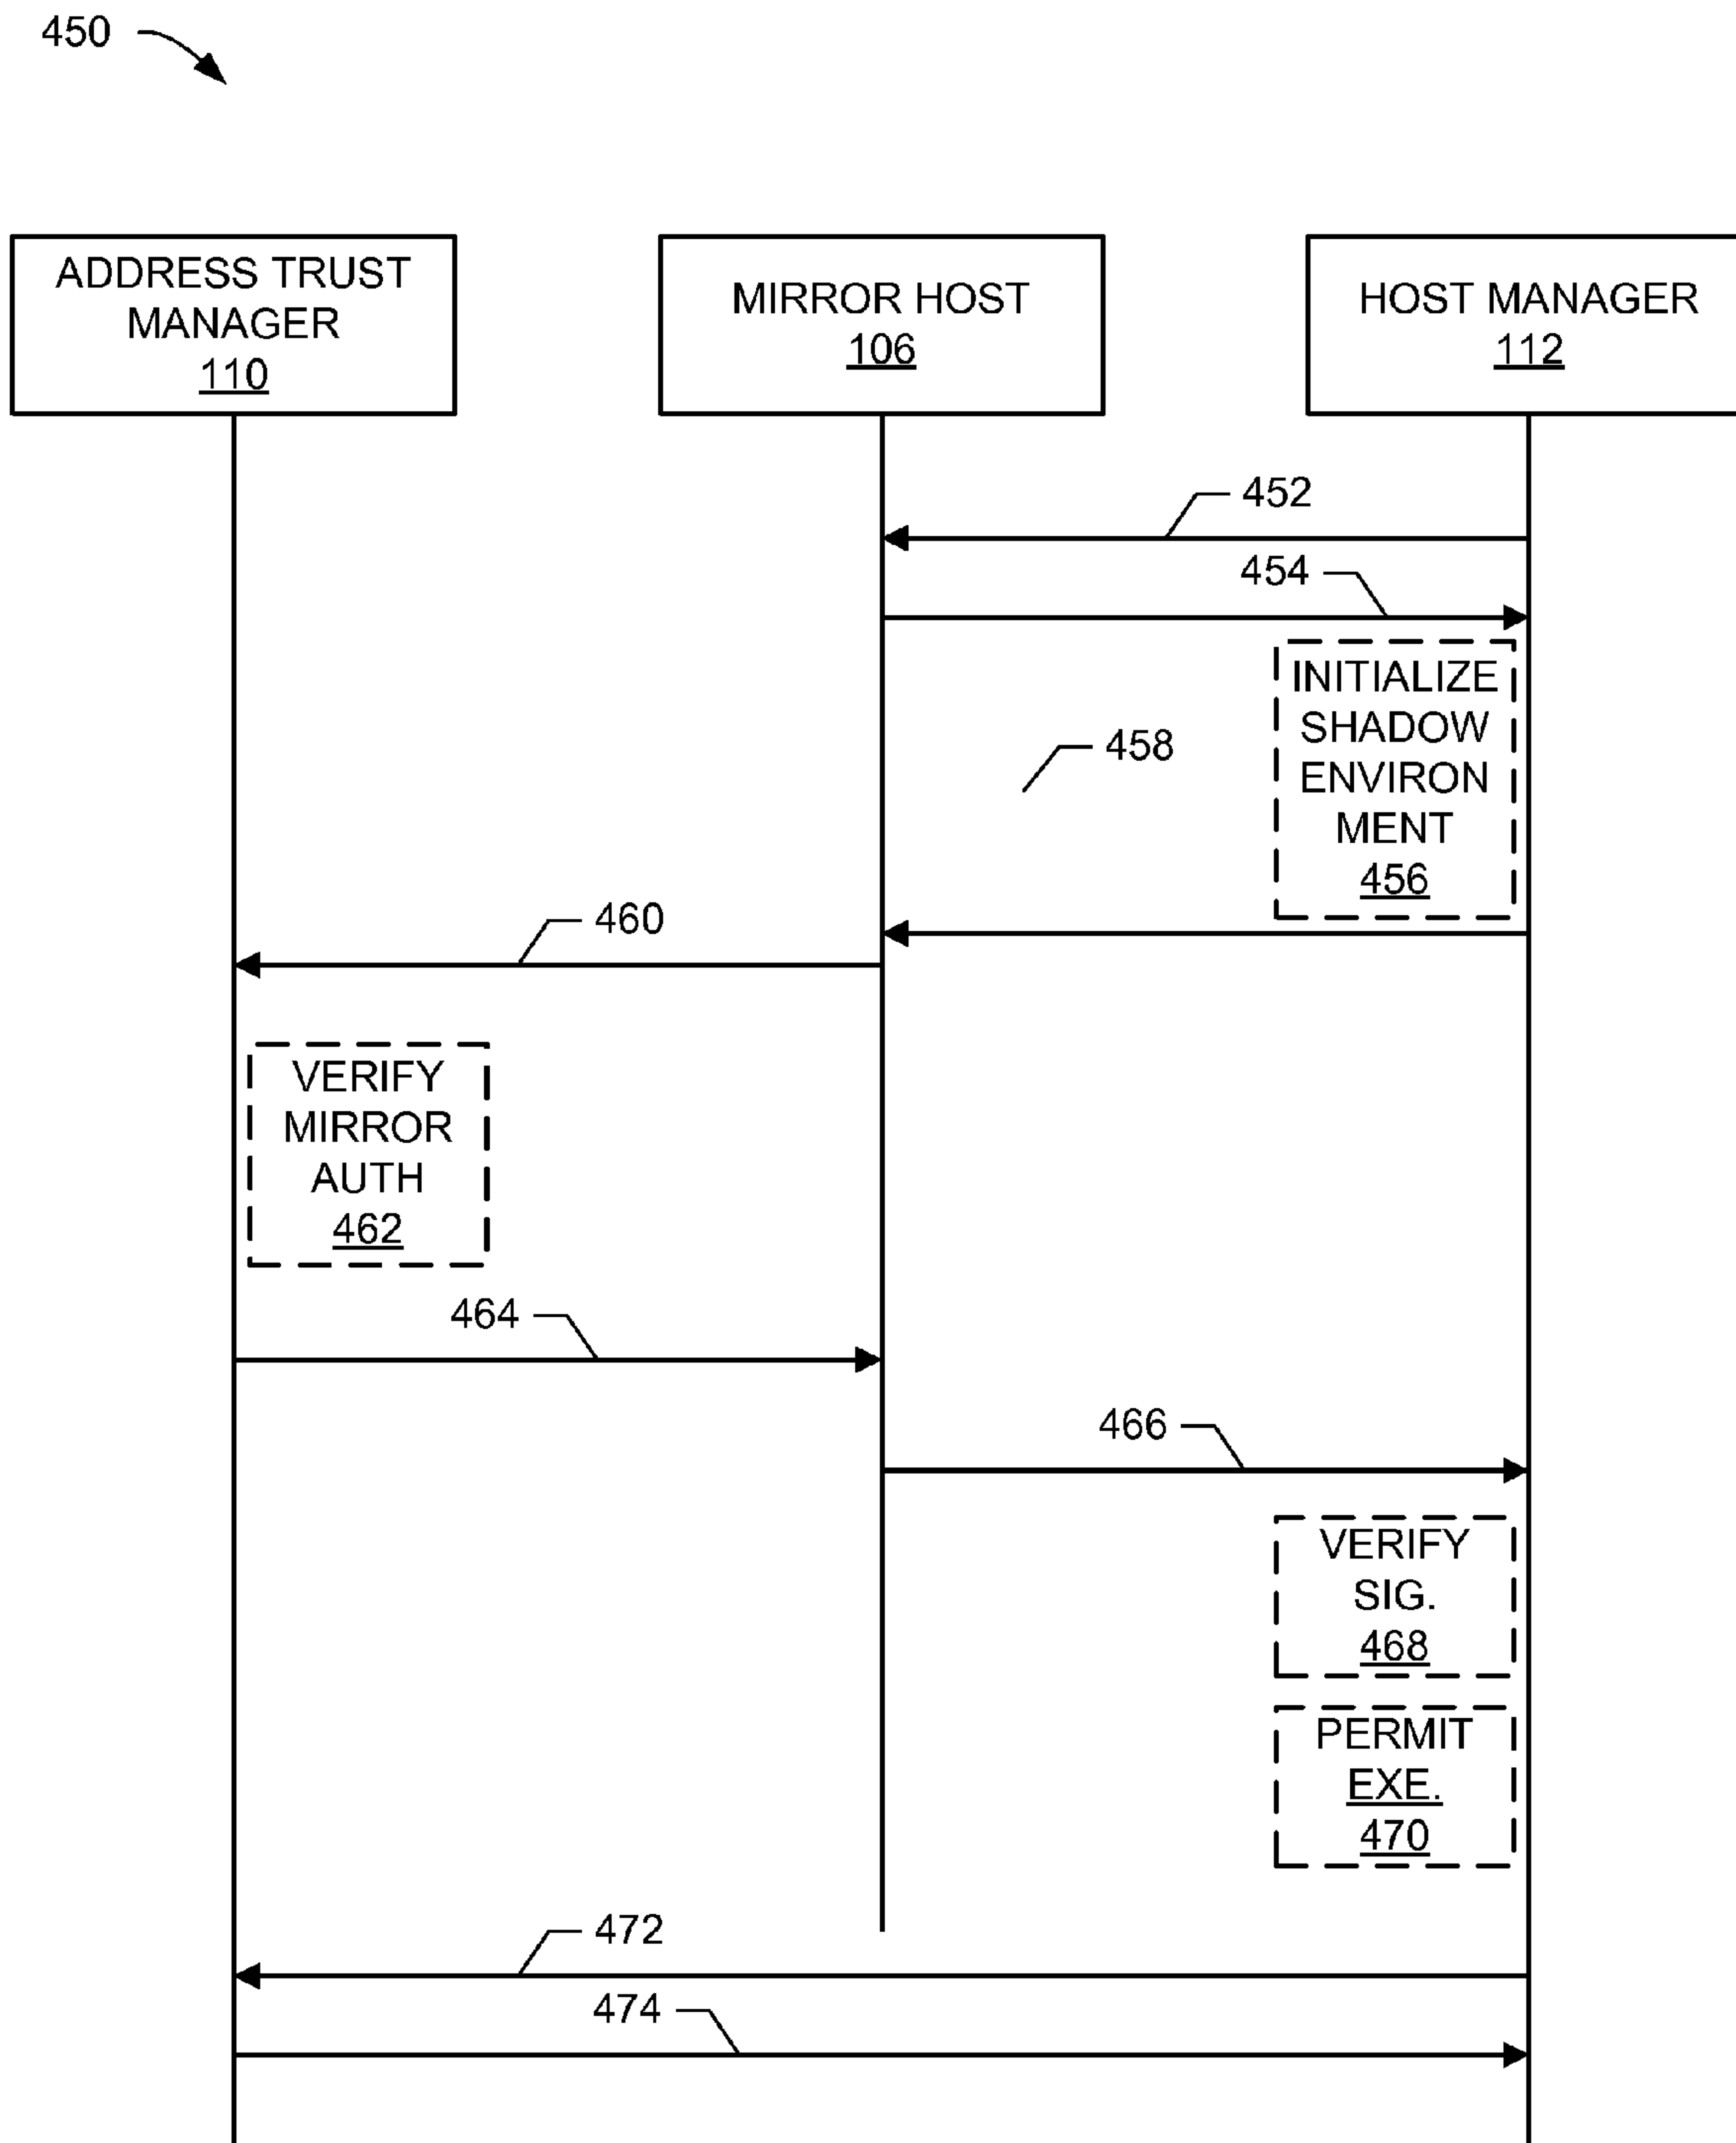 450
ADDRESS TRUST
MANAGER
110
MIRROR HOST
106
HOST MANAGER
112
452
454
INITIALIZE
SHADOW
ENVIRON
MENT
456
458
460
VERIFY
MIRROR
AUTH
462
464
466
VERIFY
SIG.
468
PERMIT
EXE.
470
472
474